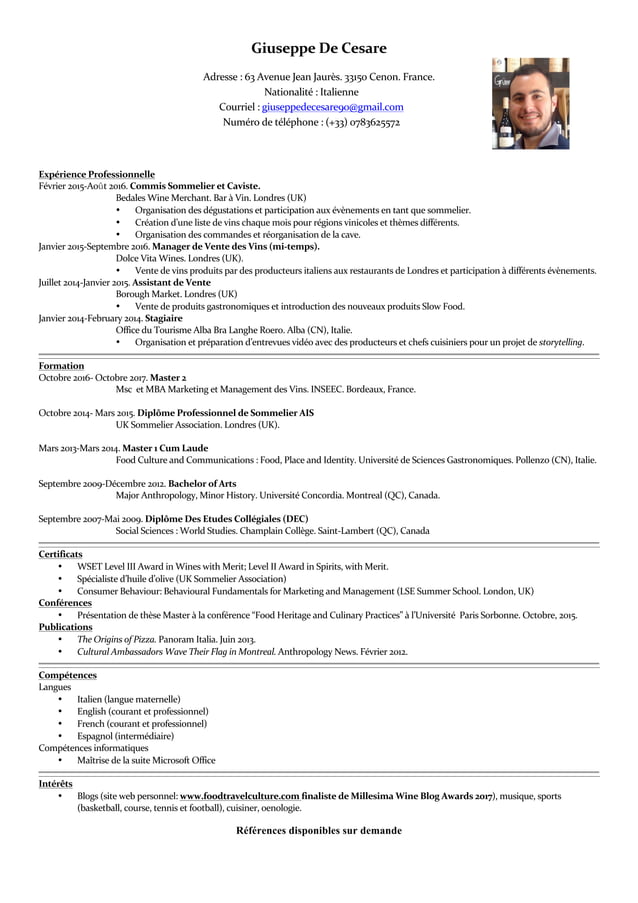 Giuseppe De Cesare
Adresse : 63 Avenue Jean Jaurès. 33150 Cenon. France.
Nationalité : Italienne
Courriel : giuseppedecesare90@gmail.com
Numéro de téléphone : (+33) 0783625572
Expérience Professionnelle
Février 2015-Août 2016. Commis Sommelier et Caviste.
Bedales Wine Merchant. Bar à Vin. Londres (UK)
• Organisation des dégustations et participation aux évènements en tant que sommelier.
• Création d'une liste de vins chaque mois pour régions vinicoles et thèmes différents.
• Organisation des commandes et réorganisation de la cave.
Janvier 2015-Septembre 2016. Manager de Vente des Vins (mi-temps).
Dolce Vita Wines. Londres (UK).
• Vente de vins produits par des producteurs italiens aux restaurants de Londres et participation à différents évènements.
Juillet 2014-Janvier 2015. Assistant de Vente
Borough Market. Londres (UK)
• Vente de produits gastronomiques et introduction des nouveaux produits Slow Food.
Janvier 2014-February 2014. Stagiaire
Office du Tourisme Alba Bra Langhe Roero. Alba (CN), Italie.
• Organisation et préparation d'entrevues vidéo avec des producteurs et chefs cuisiniers pour un projet de storytelling.
Formation
Octobre 2016- Octobre 2017. Master 2
Msc et MBA Marketing et Management des Vins. INSEEC. Bordeaux, France.
Octobre 2014- Mars 2015. Diplôme Professionnel de Sommelier AIS
UK Sommelier Association. Londres (UK).
Mars 2013-Mars 2014. Master 1 Cum Laude
Food Culture and Communications : Food, Place and Identity. Université de Sciences Gastronomiques. Pollenzo (CN), Italie.
Septembre 2009-Décembre 2012. Bachelor of Arts
Major Anthropology, Minor History. Université Concordia. Montreal (QC), Canada.
Septembre 2007-Mai 2009. Diplôme Des Etudes Collégiales (DEC)
Social Sciences : World Studies. Champlain Collège. Saint-Lambert (QC), Canada
Certificats
• WSET Level III Award in Wines with Merit; Level II Award in Spirits, with Merit.
• Spécialiste d'huile d'olive (UK Sommelier Association)
• Consumer Behaviour: Behavioural Fundamentals for Marketing and Management (LSE Summer School. London, UK)
Conférences
• Présentation de thèse Master à la conférence "Food Heritage and Culinary Practices" à l'Université Paris Sorbonne. Octobre, 2015.
Publications
• The Origins of Pizza. Panoram Italia. Juin 2013.
• Cultural Ambassadors Wave Their Flag in Montreal. Anthropology News. Février 2012.
Compétences
Langues
• Italien (langue maternelle)
• English (courant et professionnel)
• French (courant et professionnel)
• Espagnol (intermédiaire)
Compétences informatiques
• Maîtrise de la suite Microsoft Office
Intérêts
• Blogs (site web personnel: www.foodtravelculture.com finaliste de Millesima Wine Blog Awards 2017), musique, sports
(basketball, course, tennis et football), cuisiner, oenologie.
Références disponibles sur demande